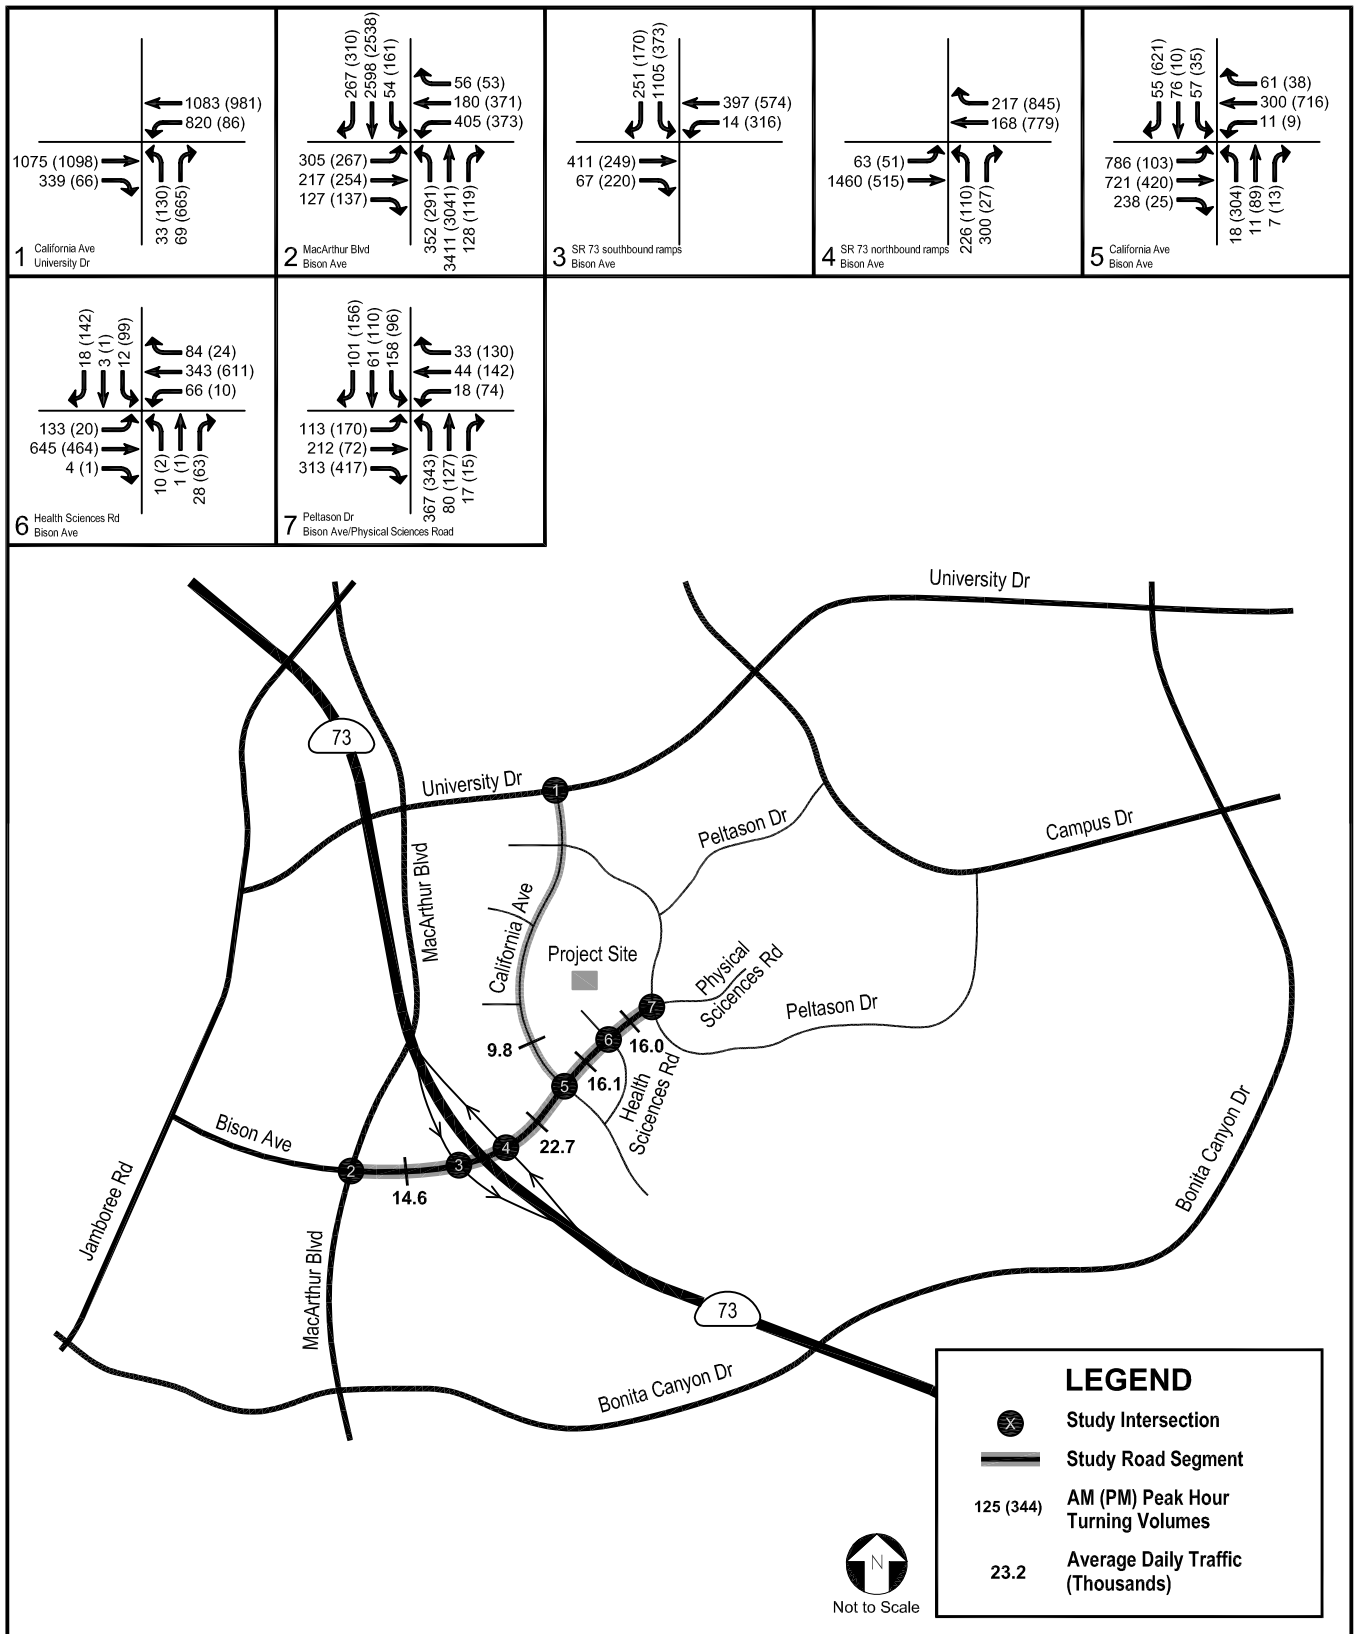 1083 (981)
820 (86)
1075 (1098)
339 (66)
33 (130)
69 (665)
1
California Ave
University Dr
267 (310)
2598 (2538)
54 (161)
56 (53)
180 (371)
405 (373)
305 (267)
217 (254)
127 (137)
352 (291)
3411 (3041)
128 (119)
2
MacArthur Blvd
Bison Ave
251 (170)
1105 (373)
397 (574)
14 (316)
411 (249)
67 (220)
3
SR 73 southbound ramps
Bison Ave
217 (845)
168 (779)
63 (51)
1460 (515)
226 (110)
300 (27)
4
SR 73 northbound ramps
Bison Ave
55 (621)
76 (10)
57 (35)
61 (38)
300 (716)
11 (9)
786 (103)
721 (420)
238 (25)
18 (304)
11 (89)
7 (13)
5
California Ave
Bison Ave
18 (142)
3 (1)
12 (99)
84 (24)
343 (611)
66 (10)
133 (20)
645 (464)
4 (1)
10 (2)
1 (1)
28 (63)
6
Health Sciences Rd
Bison Ave
101 (156)
61 (110)
158 (96)
33 (130)
44 (142)
18 (74)
113 (170)
212 (72)
313 (417)
367 (343)
80 (127)
17 (15)
7
Peltason Dr
Bison Ave/Physical Sciences Road
University Dr
73
University Dr
1
Peltason Dr
Campus Dr
MacArthur Blvd
California Ave
Project Site
Physical
Scicences Rd
7
Peltason Dr
6
9.8
16.0
5
16.1
Health
Scicences Rd
Bison Ave
4
22.7
3
2
14.6
Jamboree Rd
Bonita Canyon Dr
MacArthur Blvd
73
Bonita Canyon Dr
LEGEND
X
Study Intersection
Study Road Segment
125 (344)
AM (PM) Peak Hour
Turning Volumes
23.2
Average Daily Traffic
(Thousands)
N
Not to Scale